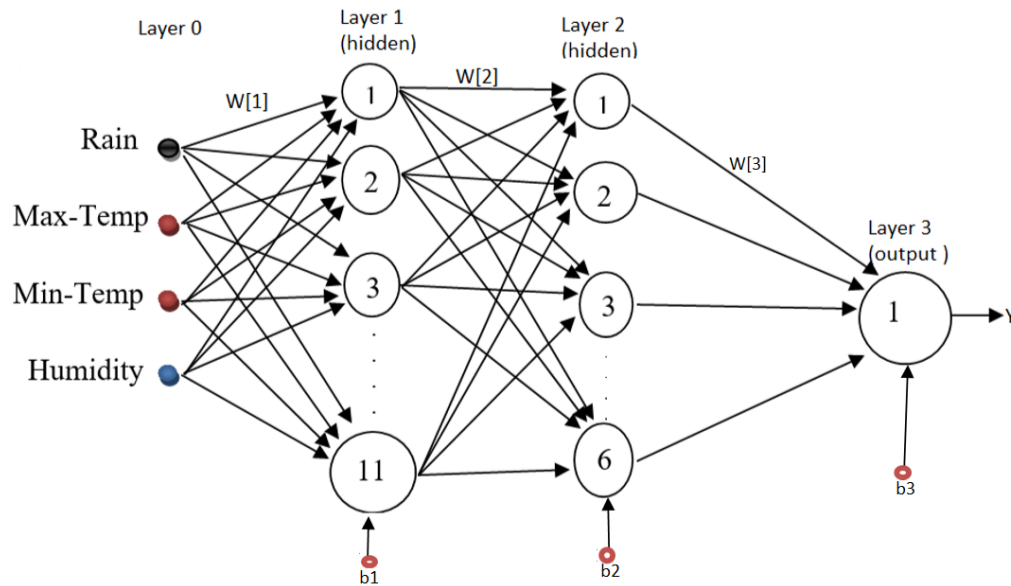 Layer 0
Layer 1
(hidden)
Layer 2
(hidden)
W[1]
W[2]
W[3]
Rain
Max-Temp
Min-Temp
Humidity
1
2
3
11
1
2
3
6
Layer 3
(output )
1
Y
b1
b2
b3